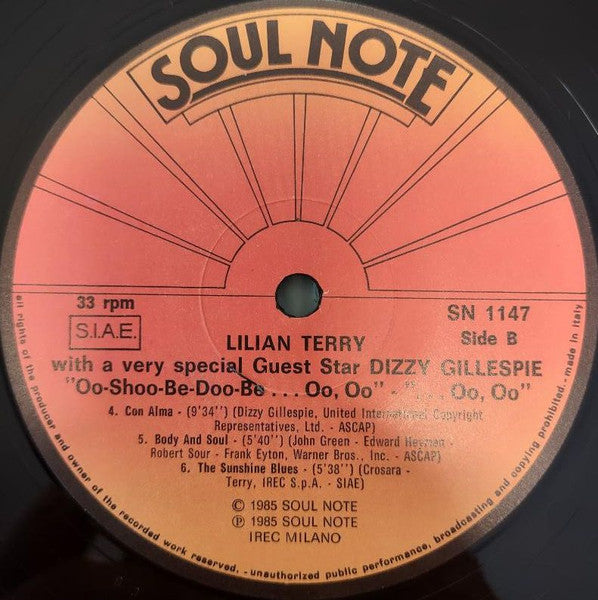 SOUL NOTE
33 rpm
S.I.A.E.
SN 1147
Side B
LILIAN TERRY
with a very special Guest Star DIZZY GILLESPIE
"Oo-Shoo-Be-Doo-Be . . . Oo, Oo" - ". . . Oo, Oo"
4. Con Alma - (9'34'') (Dizzy Gillespie, United International Copyright
Representatives, Ltd. - ASCAP)
5. Body And Soul - (5'40'') (John Green - Edward Heyman -
Robert Sour - Frank Eyton, Warner Bros., Inc. - ASCAP)
6. The Sunshine Blues - (5'38'') (Crosara -
Terry, IREC S.p.A. - SIAE)
© 1985 SOUL NOTE
℗ 1985 SOUL NOTE
IREC MILANO
all rights of the producer and owner of the recorded work reserved. - unauthorized public performance, broadcasting and copying prohibited. - made in italy